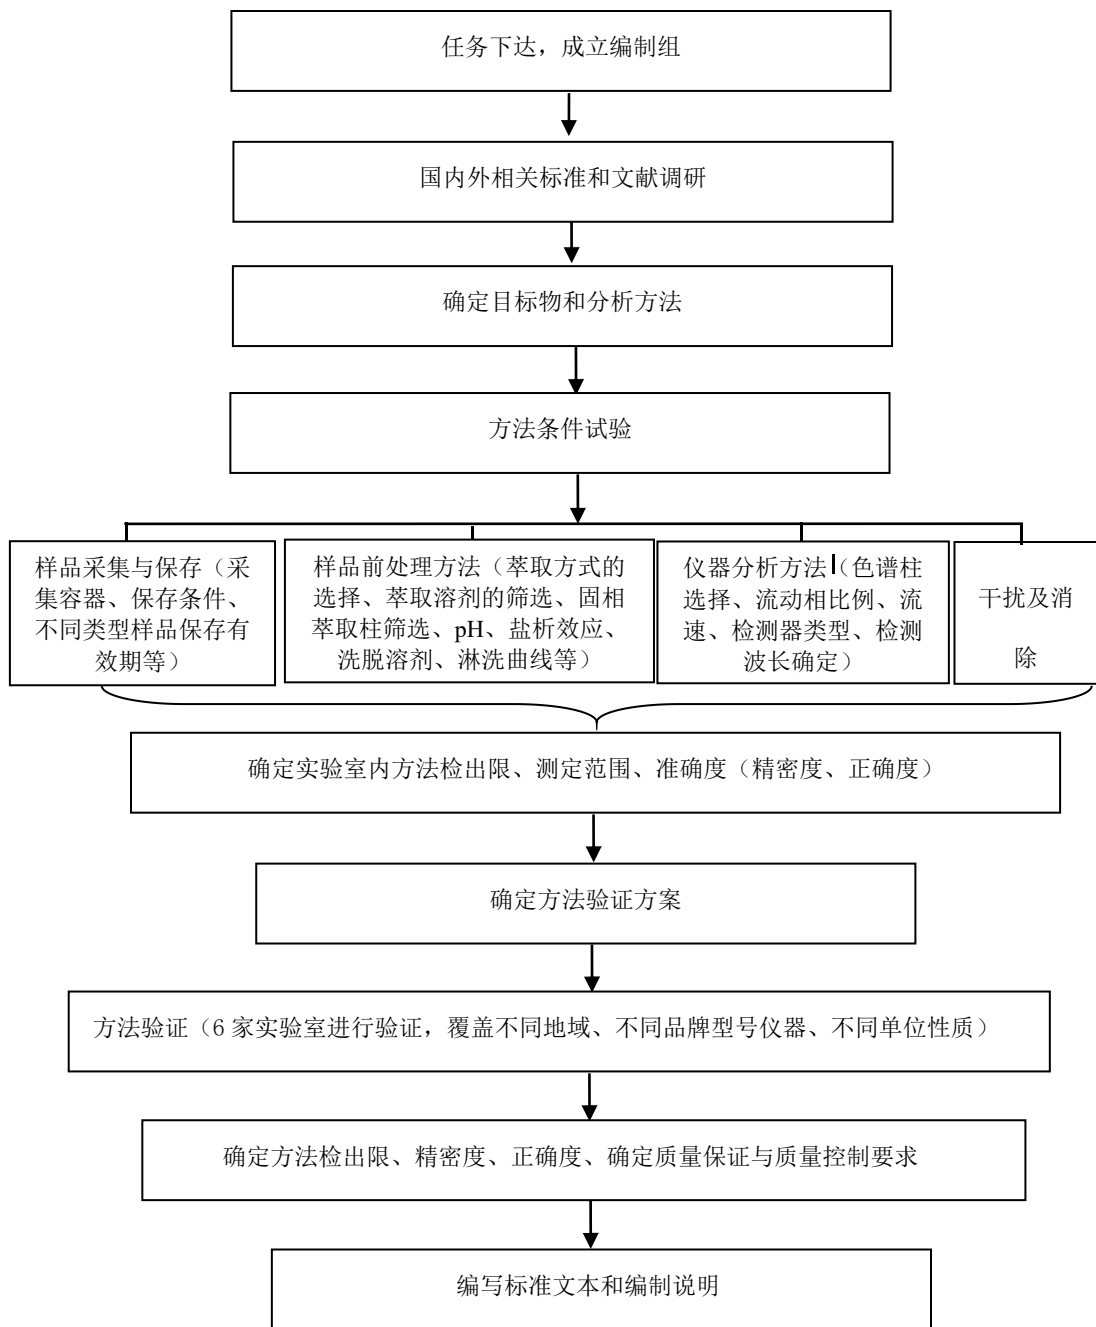 任务下达，成立编制组
国内外相关标准和文献调研
确定目标物和分析方法
方法条件试验
样品采集与保存（采
集容器、保存条件、
不同类型样品保存有
效期等）
样品前处理方法（萃取方式的
选择、萃取溶剂的筛选、固相
萃取柱筛选、pH、盐析效应、
洗脱溶剂、淋洗曲线等）
仪器分析方法（色谱柱
选择、流动相比例、流
速、检测器类型、检测
波长确定）
干扰及消
除
确定实验室内方法检出限、测定范围、准确度（精密度、正确度）
确定方法验证方案
方法验证（6 家实验室进行验证，覆盖不同地域、不同品牌型号仪器、不同单位性质）
确定方法检出限、精密度、正确度、确定质量保证与质量控制要求
编写标准文本和编制说明